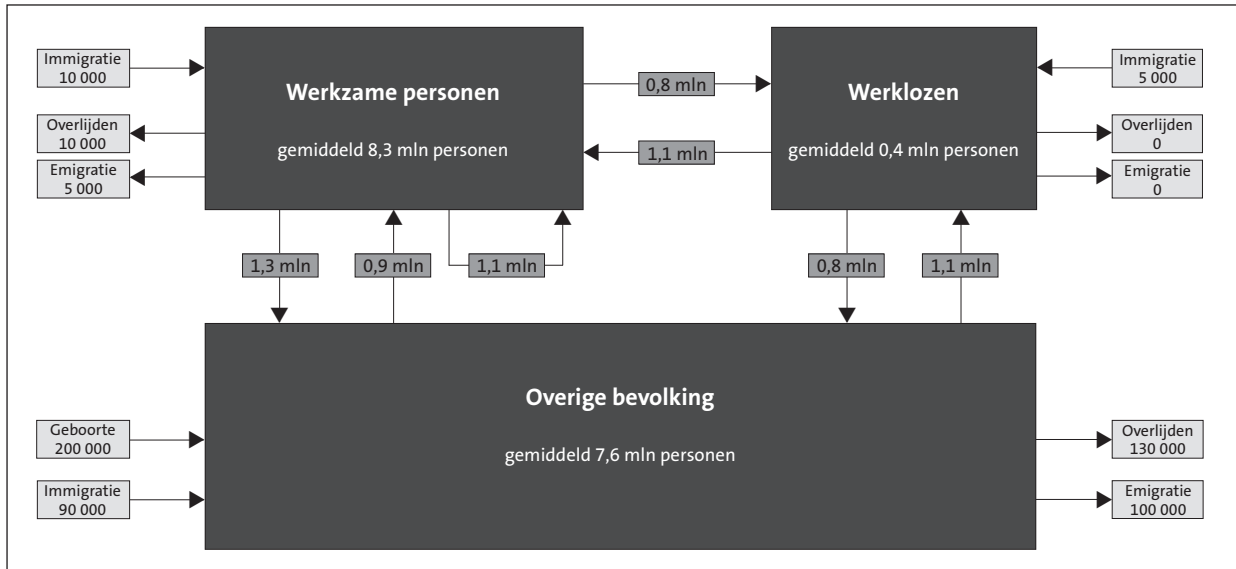 Immigratie
10 000
Overlijden
10 000
Emigratie
5 000
Werkzame personen
gemiddeld 8,3 mln personen
0,8 mln
1,1 mln
Werklozen
gemiddeld 0,4 mln personen
Immigratie
5 000
Overlijden
0
Emigratie
0
1,3 mln
0,9 mln
1,1 mln
0,8 mln
1,1 mln
Overige bevolking
gemiddeld 7,6 mln personen
Geboorte
200 000
Immigratie
90 000
Overlijden
130 000
Emigratie
100 000